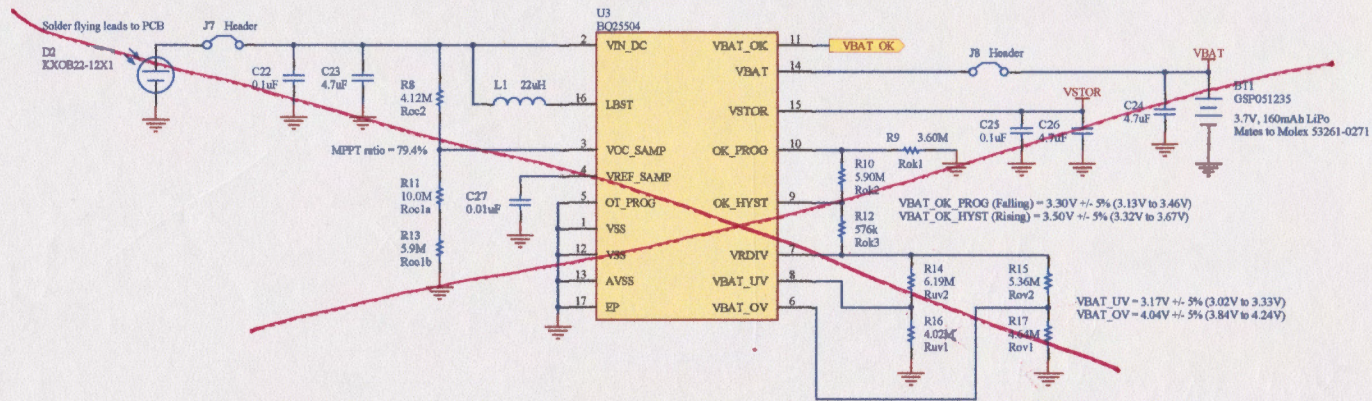 Solder flying leads to PCB
D2
KXOB22-12X1
J7 Header
C22
0.1uF
C23
4.7uF
R8
4.12M
Roc2
L1 22uH
MPPT ratio = 79.4%
R11
10.0M
Roc1a
R13
5.9M
Roc1b
C27
0.01uF
U3
BQ25504
2 VIN_DC
16 LBST
3 VOC_SAMP
4 VREF_SAMP
5 OT_PROG
1 VSS
12 VSS
13 AVSS
17 EP
VBAT_OK 11
VBAT 14
VSTOR 15
OK_PROG 10
OK_HYST 9
VRDIV 7
VBAT_UV 8
VBAT_OV 6
VBAT OK
J8 Header
VBAT
VSTOR
C24
4.7uF
BT1
GSP051235
3.7V, 160mAh LiPo
Mates to Molex 53261-0271
C25
0.1uF
C26
4.7uF
R9 3.60M
Rok1
R10
5.90M
Rok2
R12
576k
Rok3
VBAT_OK_PROG (Falling) = 3.30V +/- 5% (3.13V to 3.46V)
VBAT_OK_HYST (Rising) = 3.50V +/- 5% (3.32V to 3.67V)
R14
6.19M
Ruv2
R15
5.36M
Rov2
R16
4.02M
Ruv1
R17
4.64M
Rov1
VBAT_UV = 3.17V +/- 5% (3.02V to 3.33V)
VBAT_OV = 4.04V +/- 5% (3.84V to 4.24V)